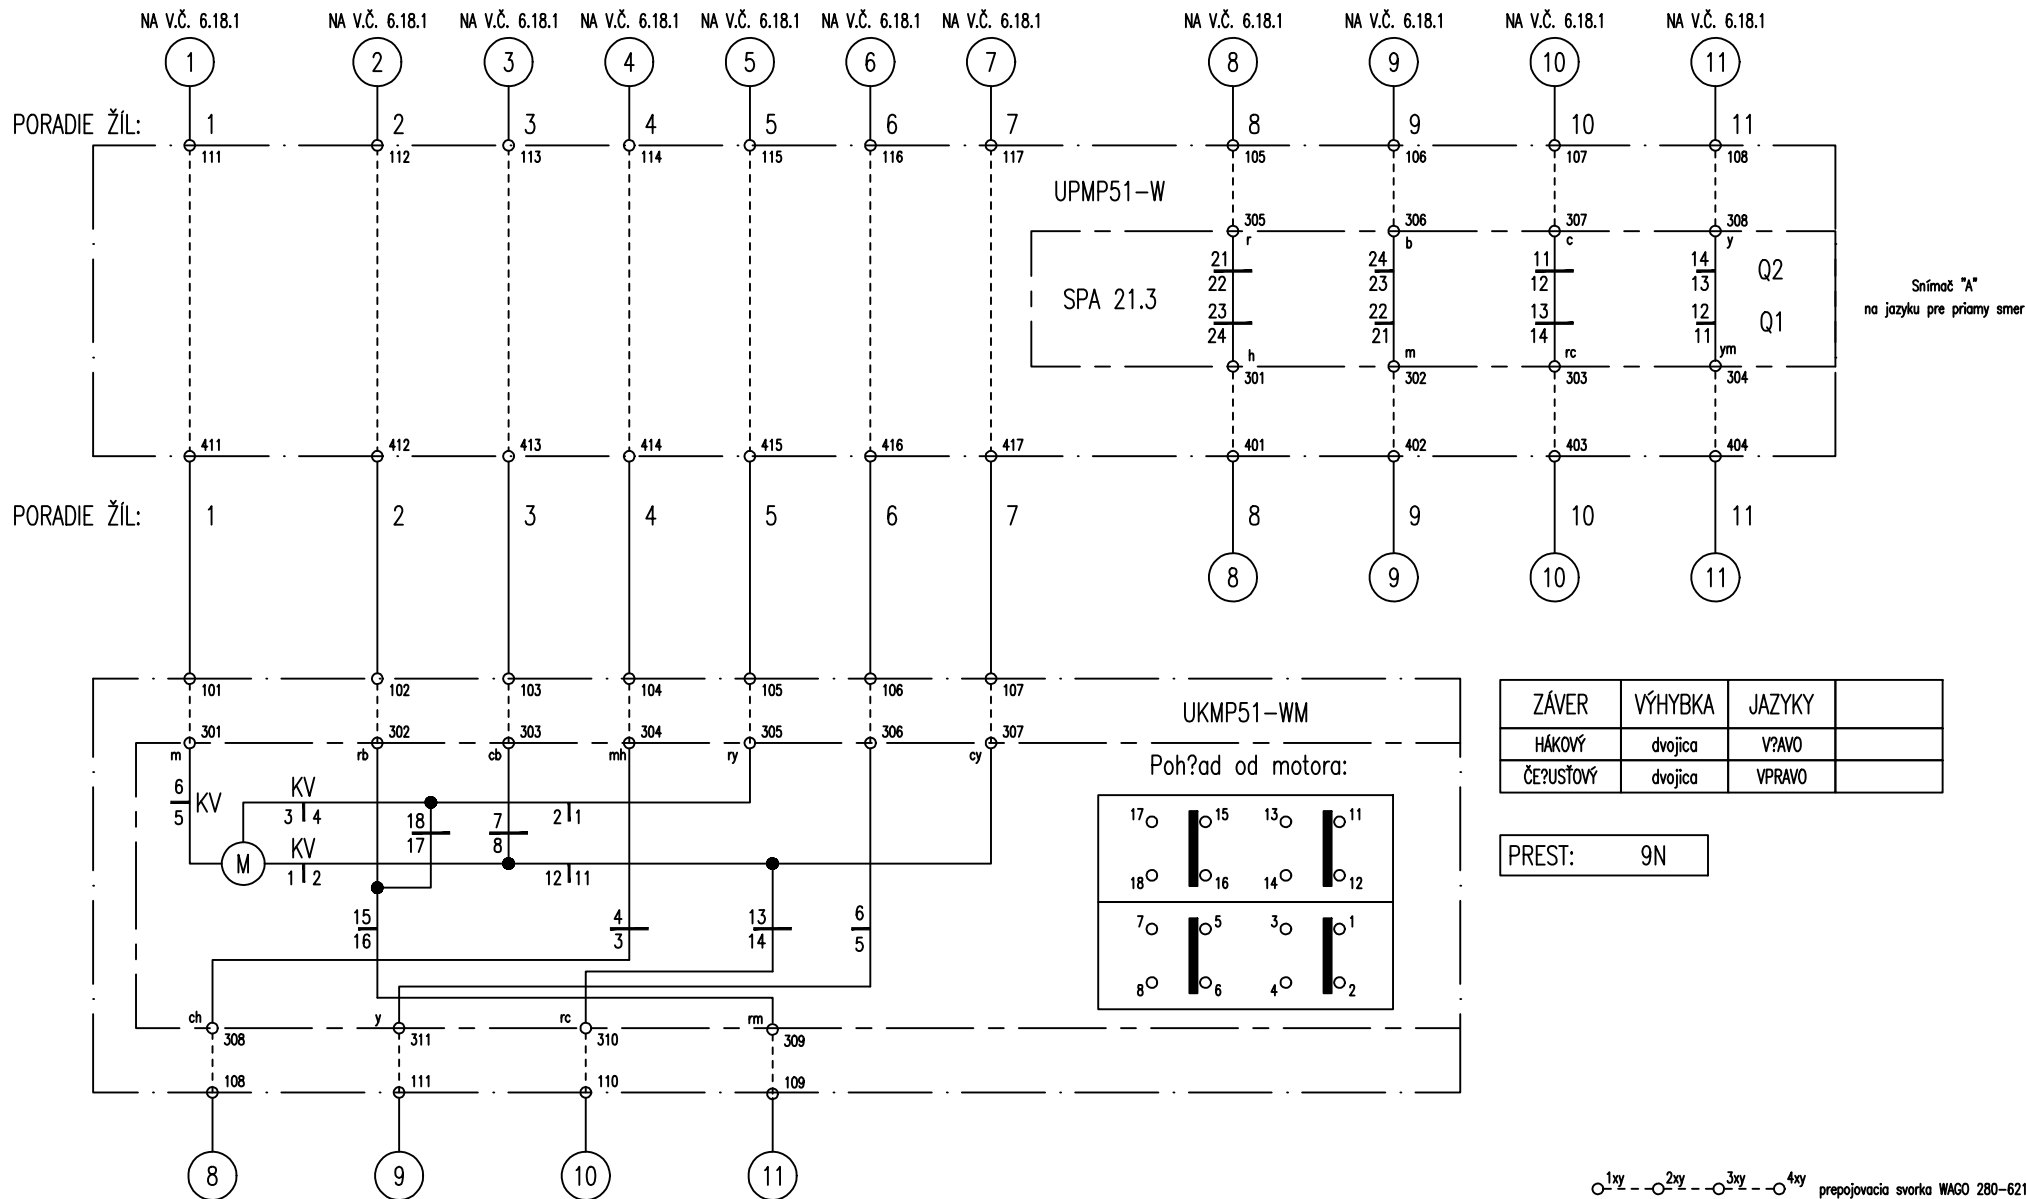 NA V.Č. 6.18.1 NA V.Č. 6.18.1 NA V.Č. 6.18.1 NA V.Č. 6.18.1 NA V.Č. 6.18.1 NA V.Č. 6.18.1 NA V.Č. 6.18.1 NA V.Č. 6.18.1 NA V.Č. 6.18.1 NA V.Č. 6.18.1 NA V.Č. 6.18.1
1 2 3 4 5 6 7 8 9 10 11
PORADIE ŽÍL: 1 2 3 4 5 6 7 8 9 10 11
111 112 113 114 115 116 117 105 106 107 108
UPMP51-W
305 306 307 308
r b c y
21 24 11 14 Q2
22 23 12 13
SPA 21.3
23 22 13 12 Q1
24 21 14 11
h m rc ym
301 302 303 304
Snímač "A"
na jazyku pre priamy smer
411 412 413 414 415 416 417 401 402 403 404
PORADIE ŽÍL: 1 2 3 4 5 6 7 8 9 10 11
8 9 10 11
101 102 103 104 105 106 107
UKMP51-WM
301 302 303 304 305 306 307
m rb cb mh ry cy
6 KV
5
KV
3 4
18
17
7
8
2 1
M
KV
1 2
12 11
15
16
4
3
13
14
6
5
ch y rc rm
308 311 310 309
108 111 110 109
8 9 10 11
Poh?ad od motora:
17 15 13 11
18 16 14 12
7 5 3 1
8 6 4 2
ZÁVER VÝHYBKA JAZYKY
HÁKOVÝ dvojica V?AVO
ČE?USŤOVÝ dvojica VPRAVO
PREST: 9N
1xy 2xy 3xy 4xy prepojovacia svorka WAGO 280-621